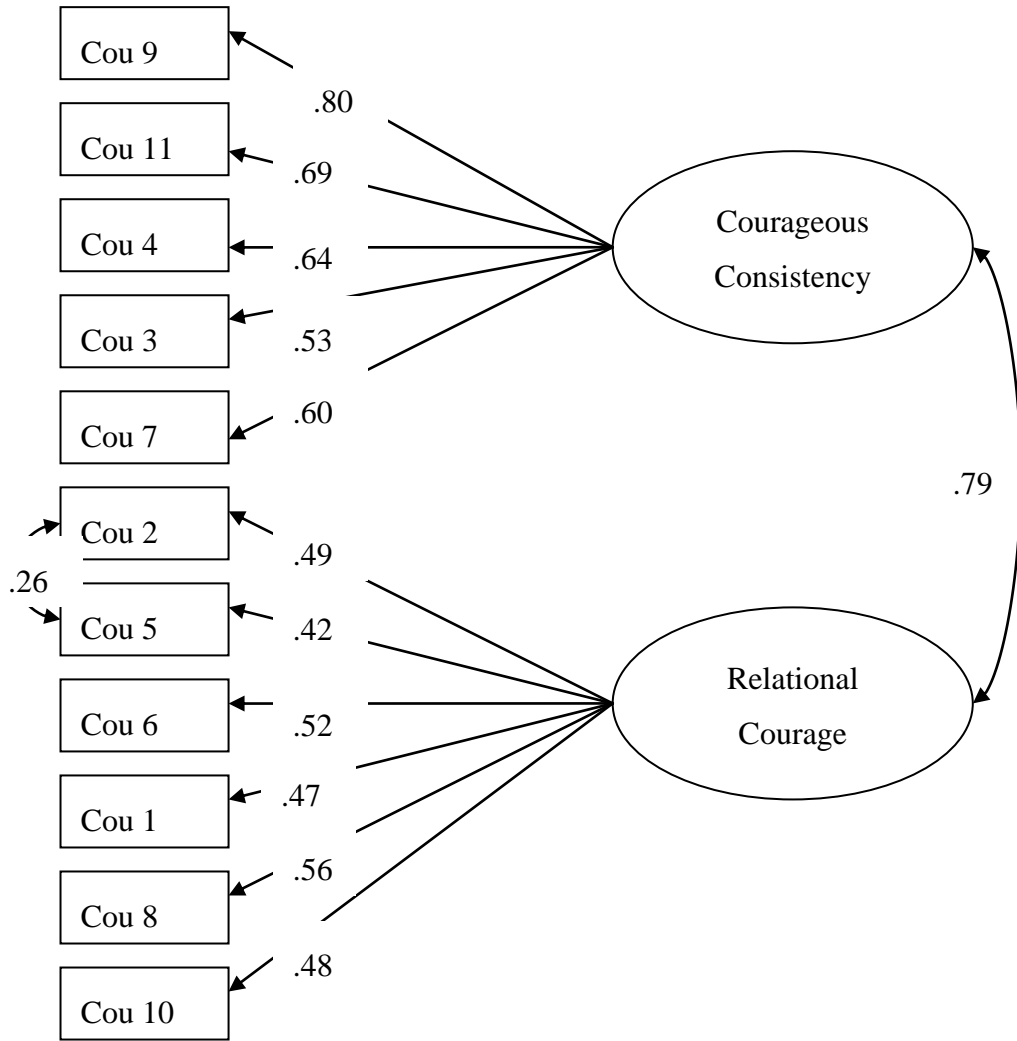 Cou 9
.80
Cou 11
.69
Courageous
Consistency
Cou 4
.64
Cou 3
.53
Cou 7
.60
.79
Cou 2
.49
.26
Cou 5
.42
Relational
Courage
Cou 6
.52
Cou 1
.47
Cou 8
.56
Cou 10
.48